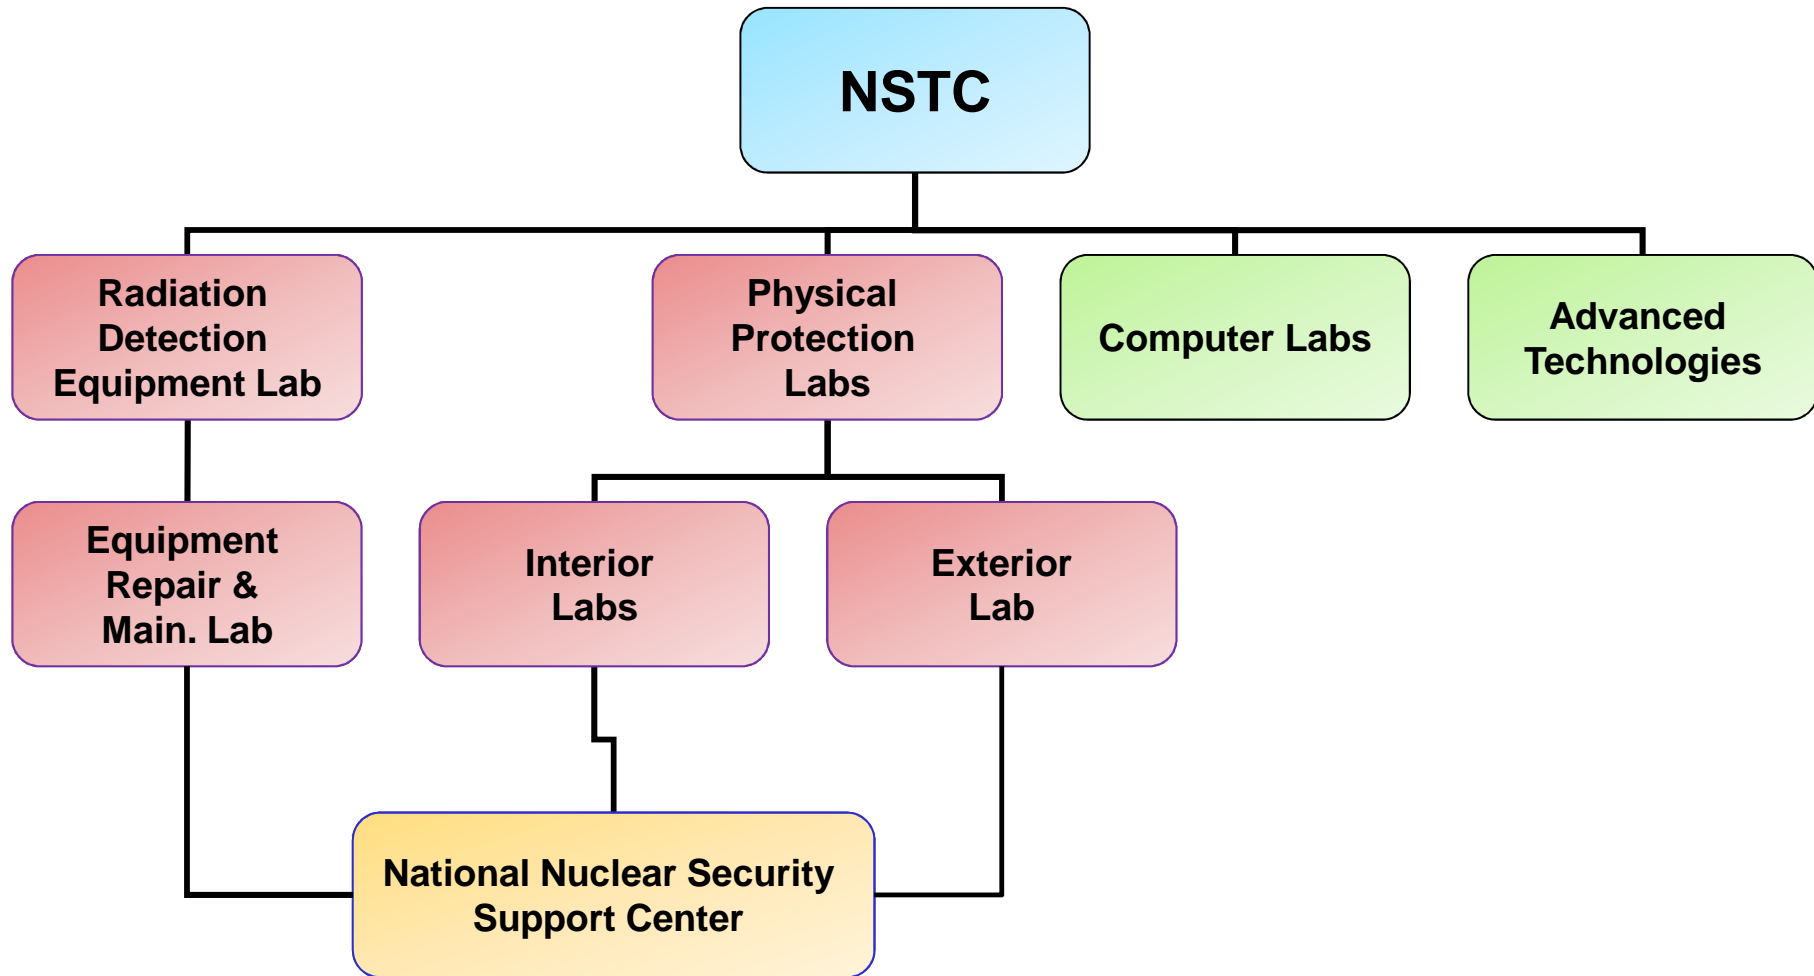 NSTC
Radiation
Detection
Equipment Lab
Physical
Protection
Labs
Computer Labs
Advanced
Technologies
Equipment
Repair &
Main. Lab
Interior
Labs
Exterior
Lab
National Nuclear Security
Support Center